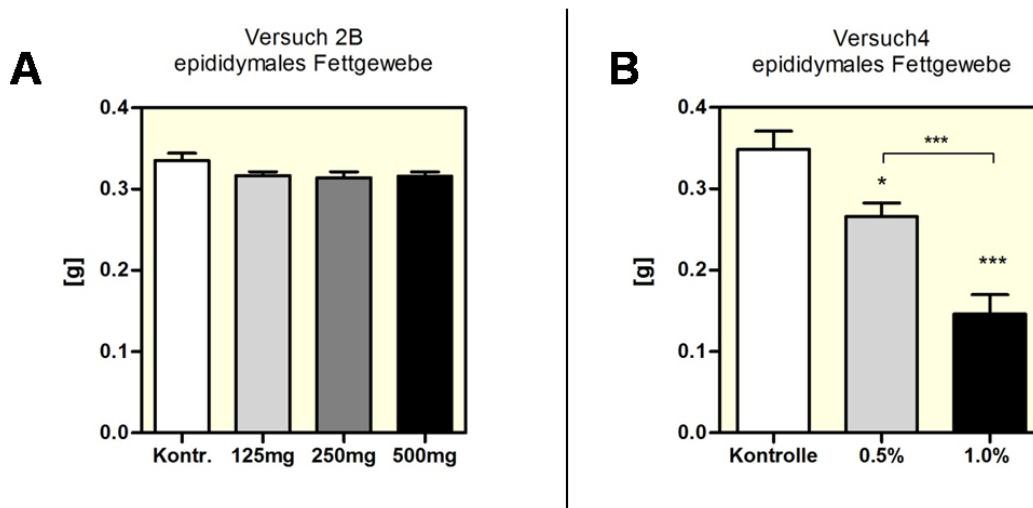 A
Versuch 2B
epididymales Fettgewebe
0.4
0.3
0.2
0.1
0.0
[g]
Kontr. 125mg 250mg 500mg
B
Versuch4
epididymales Fettgewebe
0.4
0.3
0.2
0.1
0.0
[g]
***
*
***
Kontrolle 0.5% 1.0%